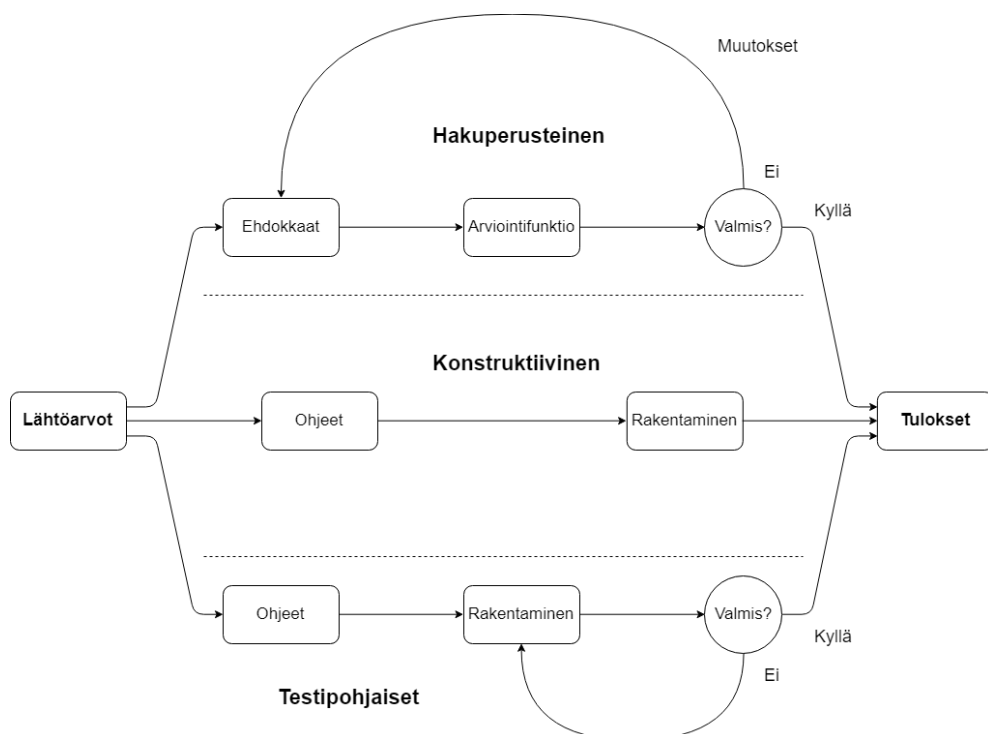 Muutokset
Hakuperusteinen
Ei
Kyllä
Ehdokkaat
Arviointifunktio
Valmis?
Konstruktiivinen
Lähtöarvot
Ohjeet
Rakentaminen
Tulokset
Ohjeet
Rakentaminen
Valmis?
Kyllä
Ei
Testipohjaiset